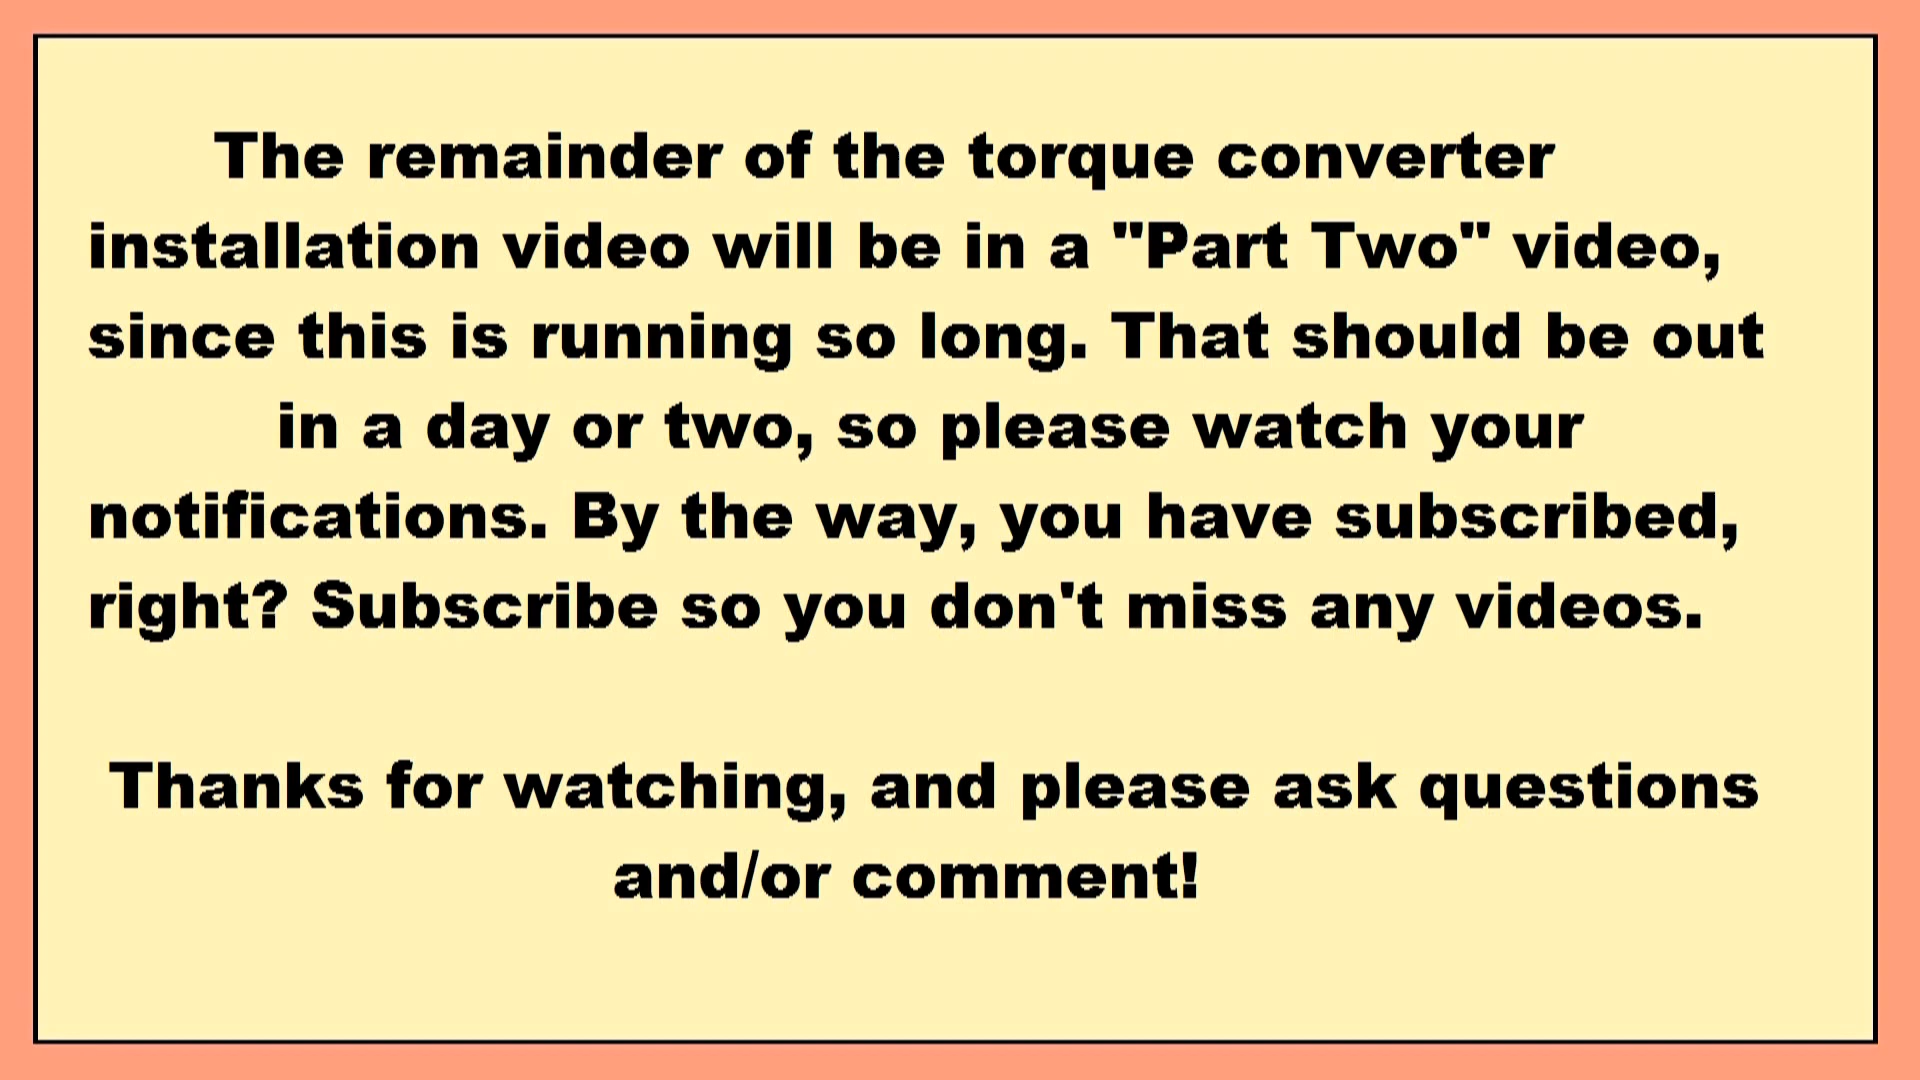 The remainder of the torque converter
installation video will be in a "Part Two" video,
since this is running so long. That should be out
in a day or two, so please watch your
notifications. By the way, you have subscribed,
right? Subscribe so you don't miss any videos.
Thanks for watching, and please ask questions
and/or comment!